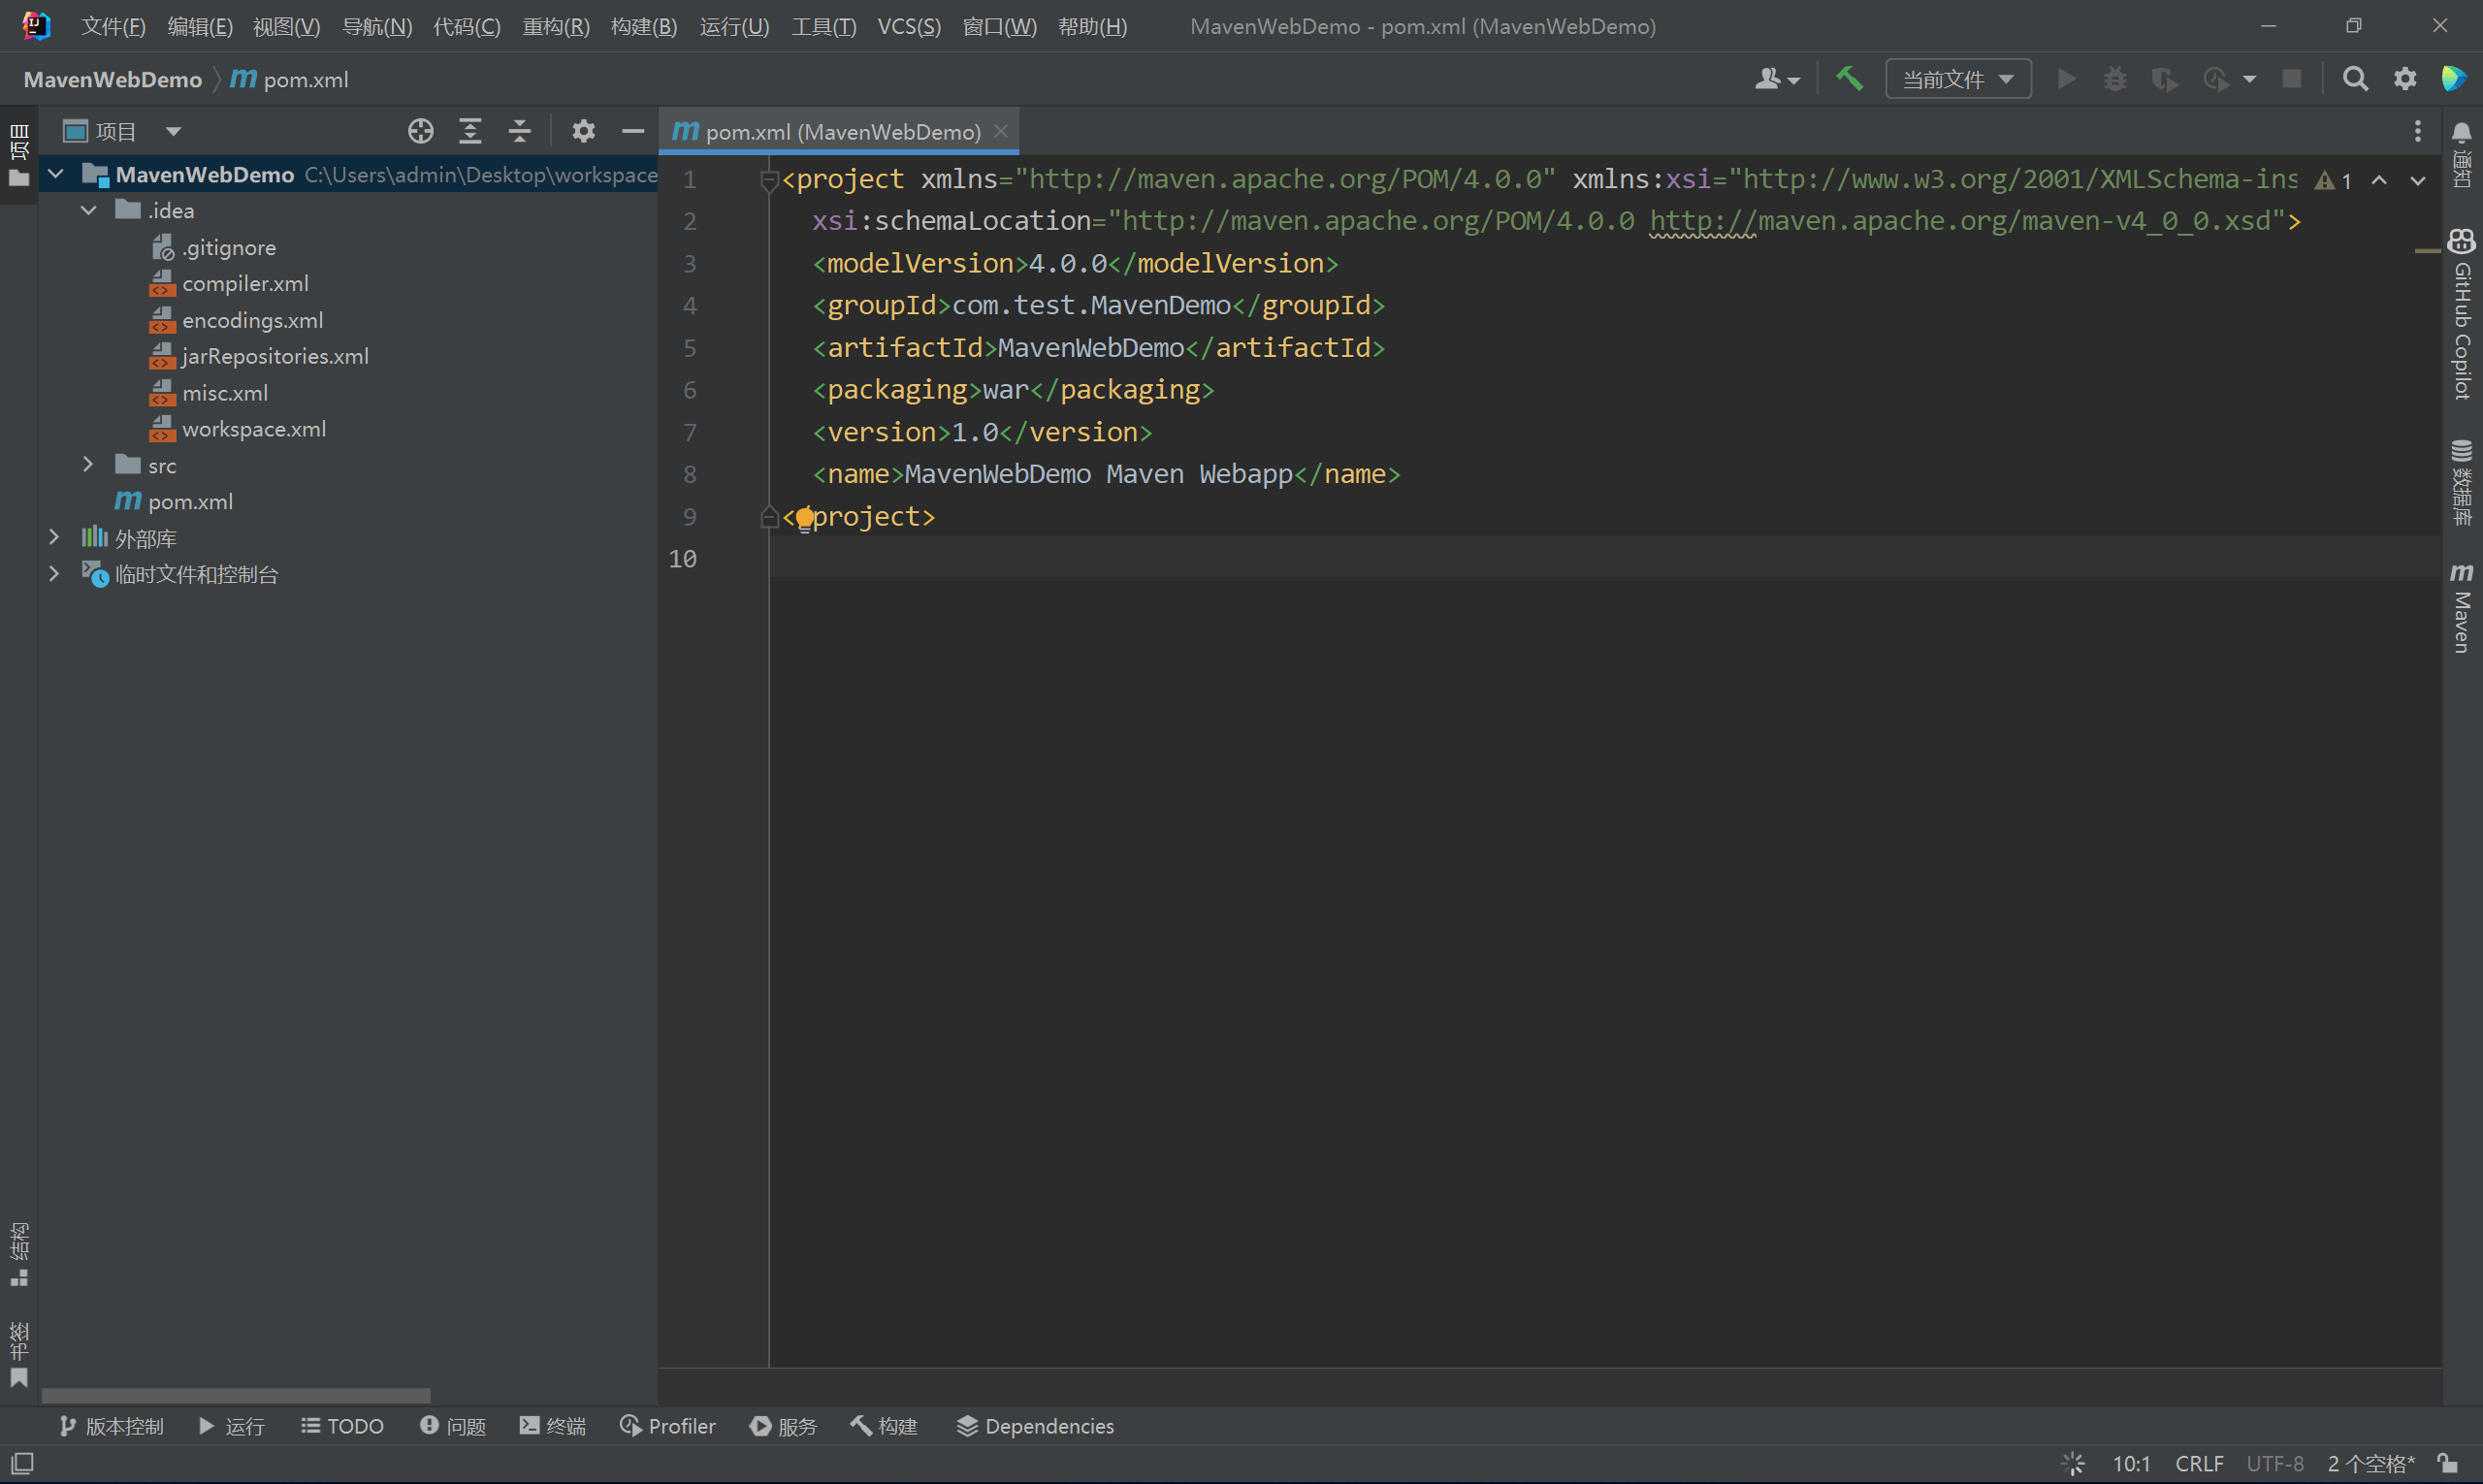 文件(F) 编辑(E) 视图(V) 导航(N) 代码(C) 重构(R) 构建(B) 运行(U) 工具(T) VCS(S) 窗口(W) 帮助(H) MavenWebDemo - pom.xml (MavenWebDemo)
MavenWebDemo pom.xml
当前文件
项目
项目
pom.xml (MavenWebDemo)
MavenWebDemo C:\Users\admin\Desktop\workspace
.idea
.gitignore
compiler.xml
encodings.xml
jarRepositories.xml
misc.xml
workspace.xml
src
pom.xml
外部库
临时文件和控制台
1 <project xmlns="http://maven.apache.org/POM/4.0.0" xmlns:xsi="http://www.w3.org/2001/XMLSchema-ins
1
2 xsi:schemaLocation="http://maven.apache.org/POM/4.0.0 http://maven.apache.org/maven-v4_0_0.xsd">
3 <modelVersion>4.0.0</modelVersion>
4 <groupId>com.test.MavenDemo</groupId>
5 <artifactId>MavenWebDemo</artifactId>
6 <packaging>war</packaging>
7 <version>1.0</version>
8 <name>MavenWebDemo Maven Webapp</name>
9 <project>
10
通知
GitHub Copilot
数据库
Maven
结构
书签
版本控制 运行 TODO 问题 终端 Profiler 服务 构建 Dependencies
10:1 CRLF UTF-8 2 个空格*